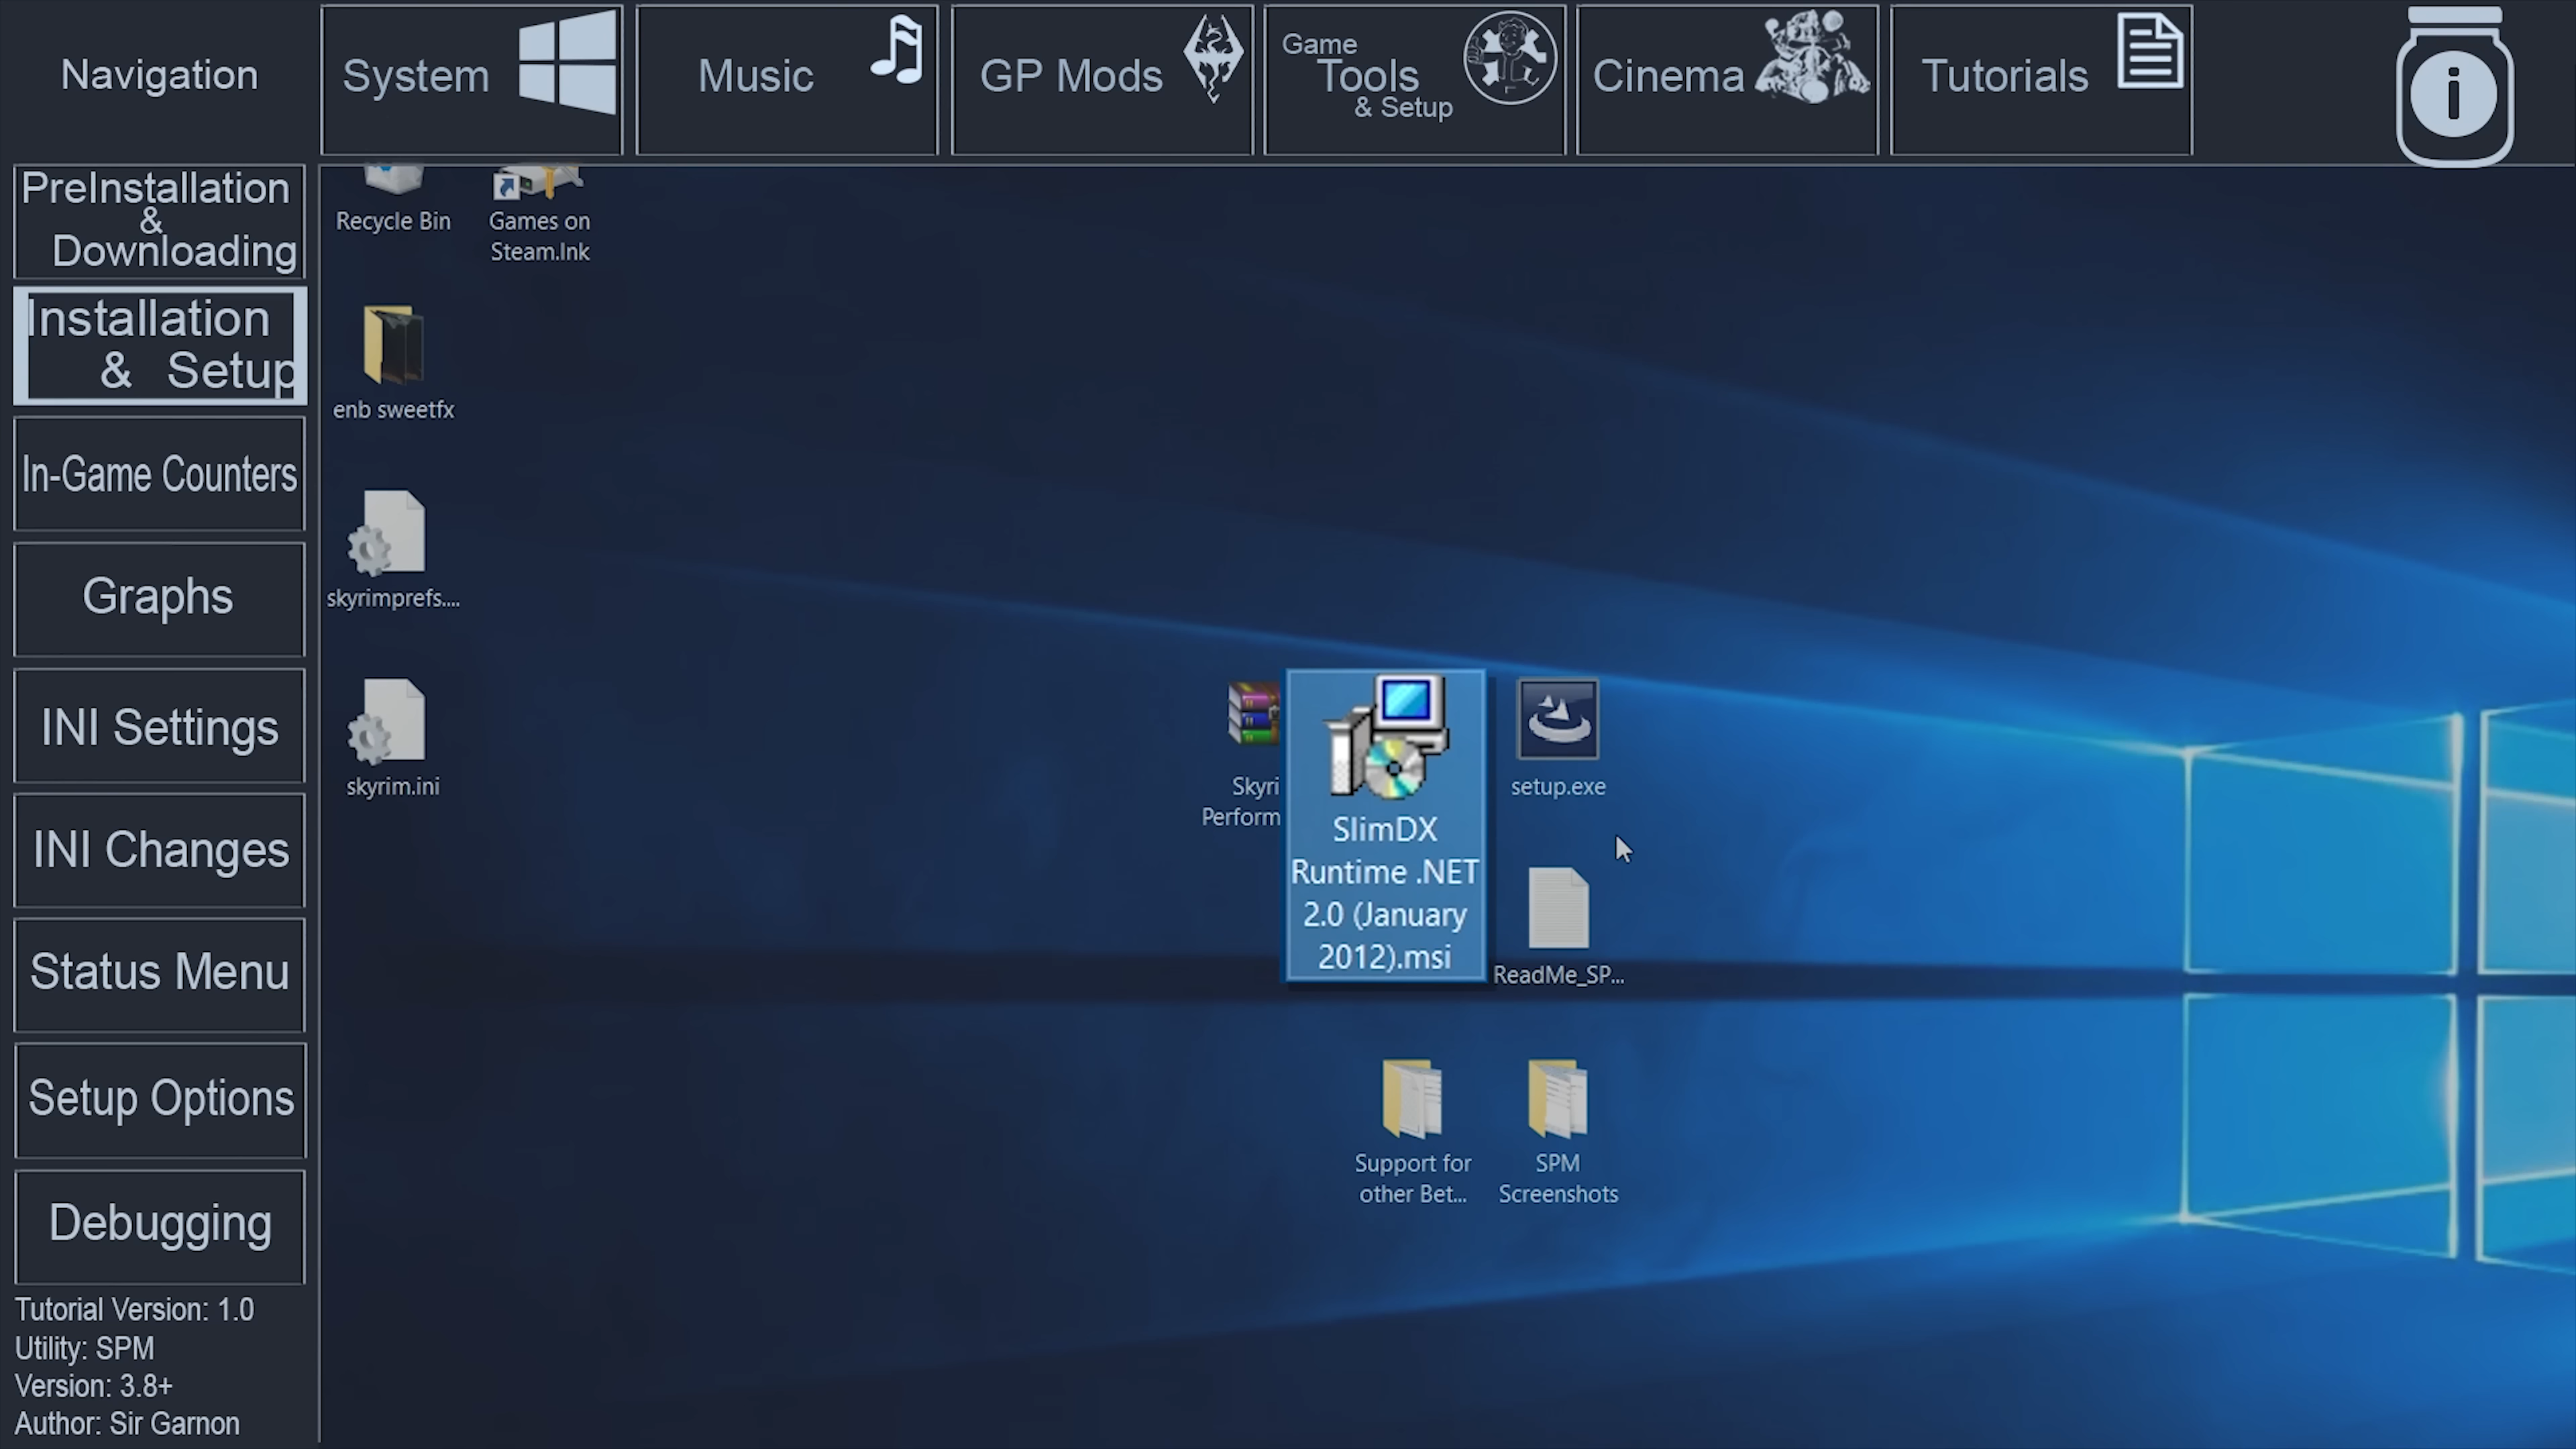 Navigation
System
Music
GP Mods
Game
Tools
& Setup
Cinema
Tutorials
i
PreInstallation
&
Downloading
Installation
& Setup
In-Game Counters
Graphs
INI Settings
INI Changes
Status Menu
Setup Options
Debugging
Tutorial Version: 1.0
Utility: SPM
Version: 3.8+
Author: Sir Garnon
Recycle Bin
Games on
Steam.lnk
enb sweetfx
skyrimprefs....
skyrim.ini
Skyri
Perform
SlimDX
Runtime .NET
2.0 (January
2012).msi
setup.exe
ReadMe_SP...
Support for
other Bet...
SPM
Screenshots